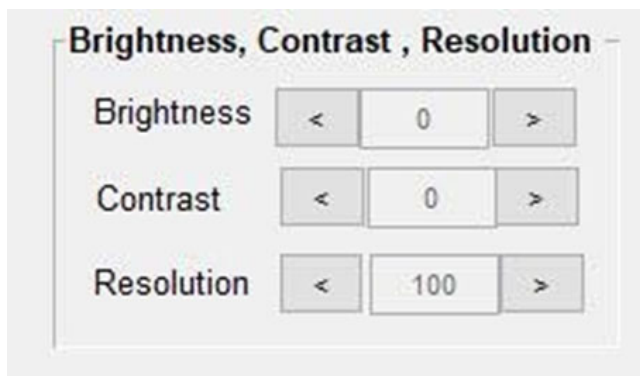 Brightness, Contrast , Resolution
Brightness < 0 >
Contrast < 0 >
Resolution < 100 >